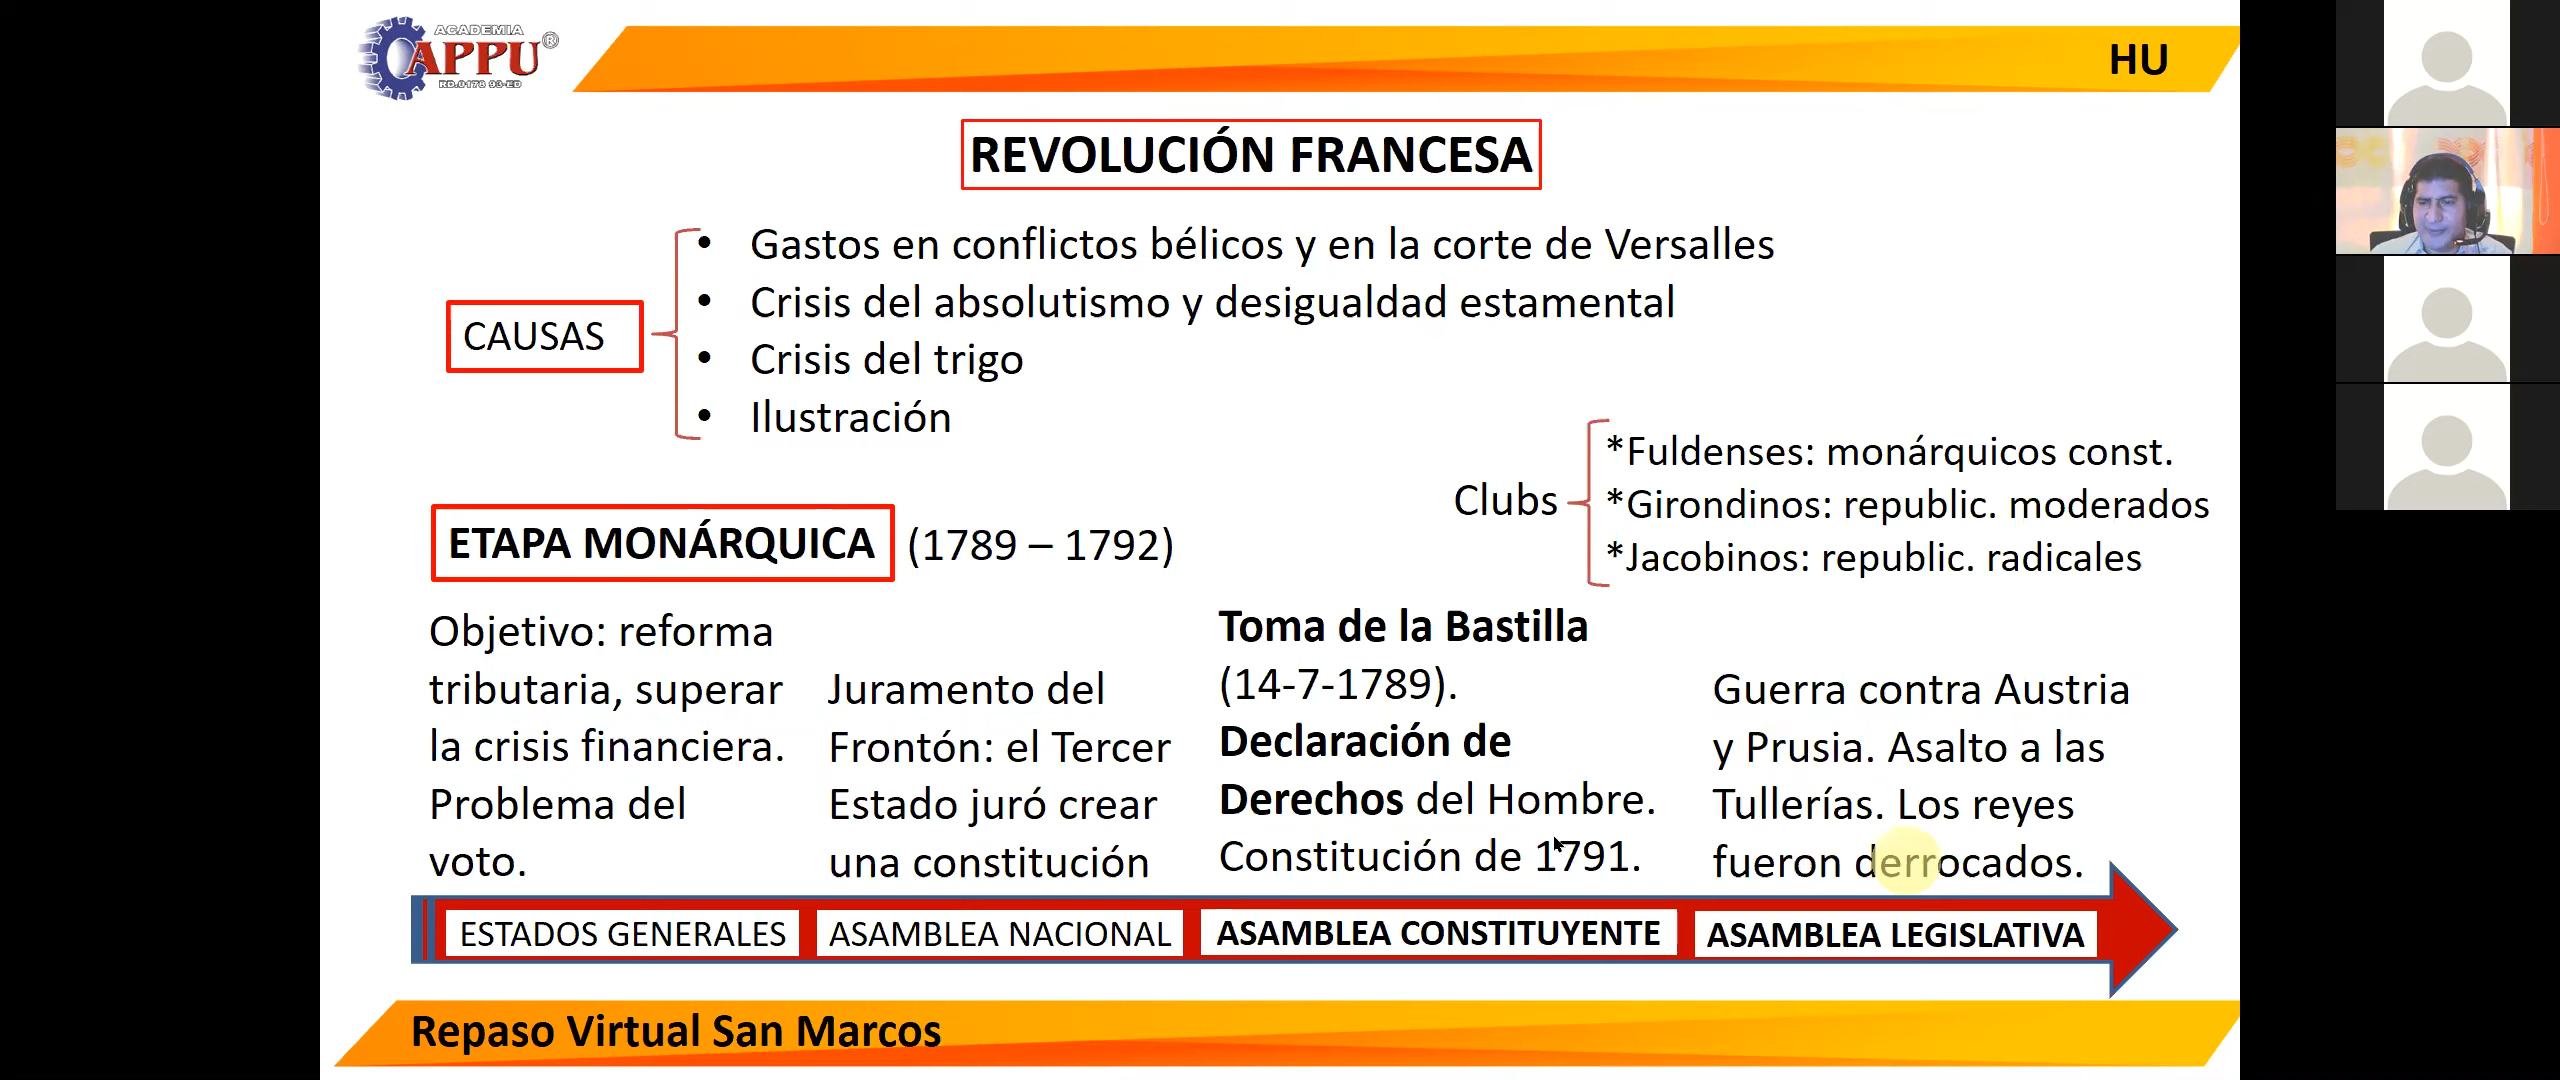 ACADEMIA
APPU®
RD.0178 93-ED
HU
REVOLUCIÓN FRANCESA
CAUSAS
• Gastos en conflictos bélicos y en la corte de Versalles
• Crisis del absolutismo y desigualdad estamental
• Crisis del trigo
• Ilustración
Clubs
*Fuldenses: monárquicos const.
*Girondinos: republic. moderados
*Jacobinos: republic. radicales
ETAPA MONÁRQUICA (1789 – 1792)
Objetivo: reforma
tributaria, superar
la crisis financiera.
Problema del
voto.
Juramento del
Frontón: el Tercer
Estado juró crear
una constitución
Toma de la Bastilla
(14-7-1789).
Declaración de
Derechos del Hombre.
Constitución de 1791.
Guerra contra Austria
y Prusia. Asalto a las
Tullerías. Los reyes
fueron derrocados.
ESTADOS GENERALES
ASAMBLEA NACIONAL
ASAMBLEA CONSTITUYENTE
ASAMBLEA LEGISLATIVA
Repaso Virtual San Marcos